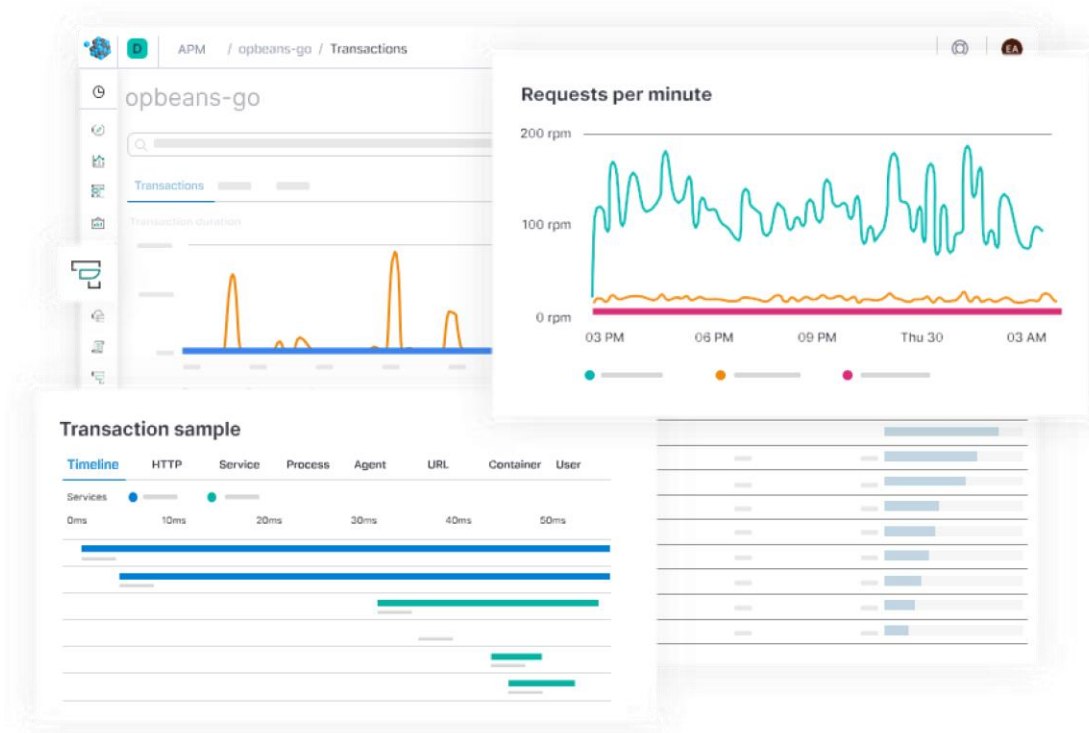 D APM / opbeans-go / Transactions EA
opbeans-go
Transactions
Transaction duration
Requests per minute
200 rpm
100 rpm
0 rpm
03 PM 06 PM 09 PM Thu 30 03 AM
Transaction sample
Timeline HTTP Service Process Agent URL Container User
Services
0ms 10ms 20ms 30ms 40ms 50ms